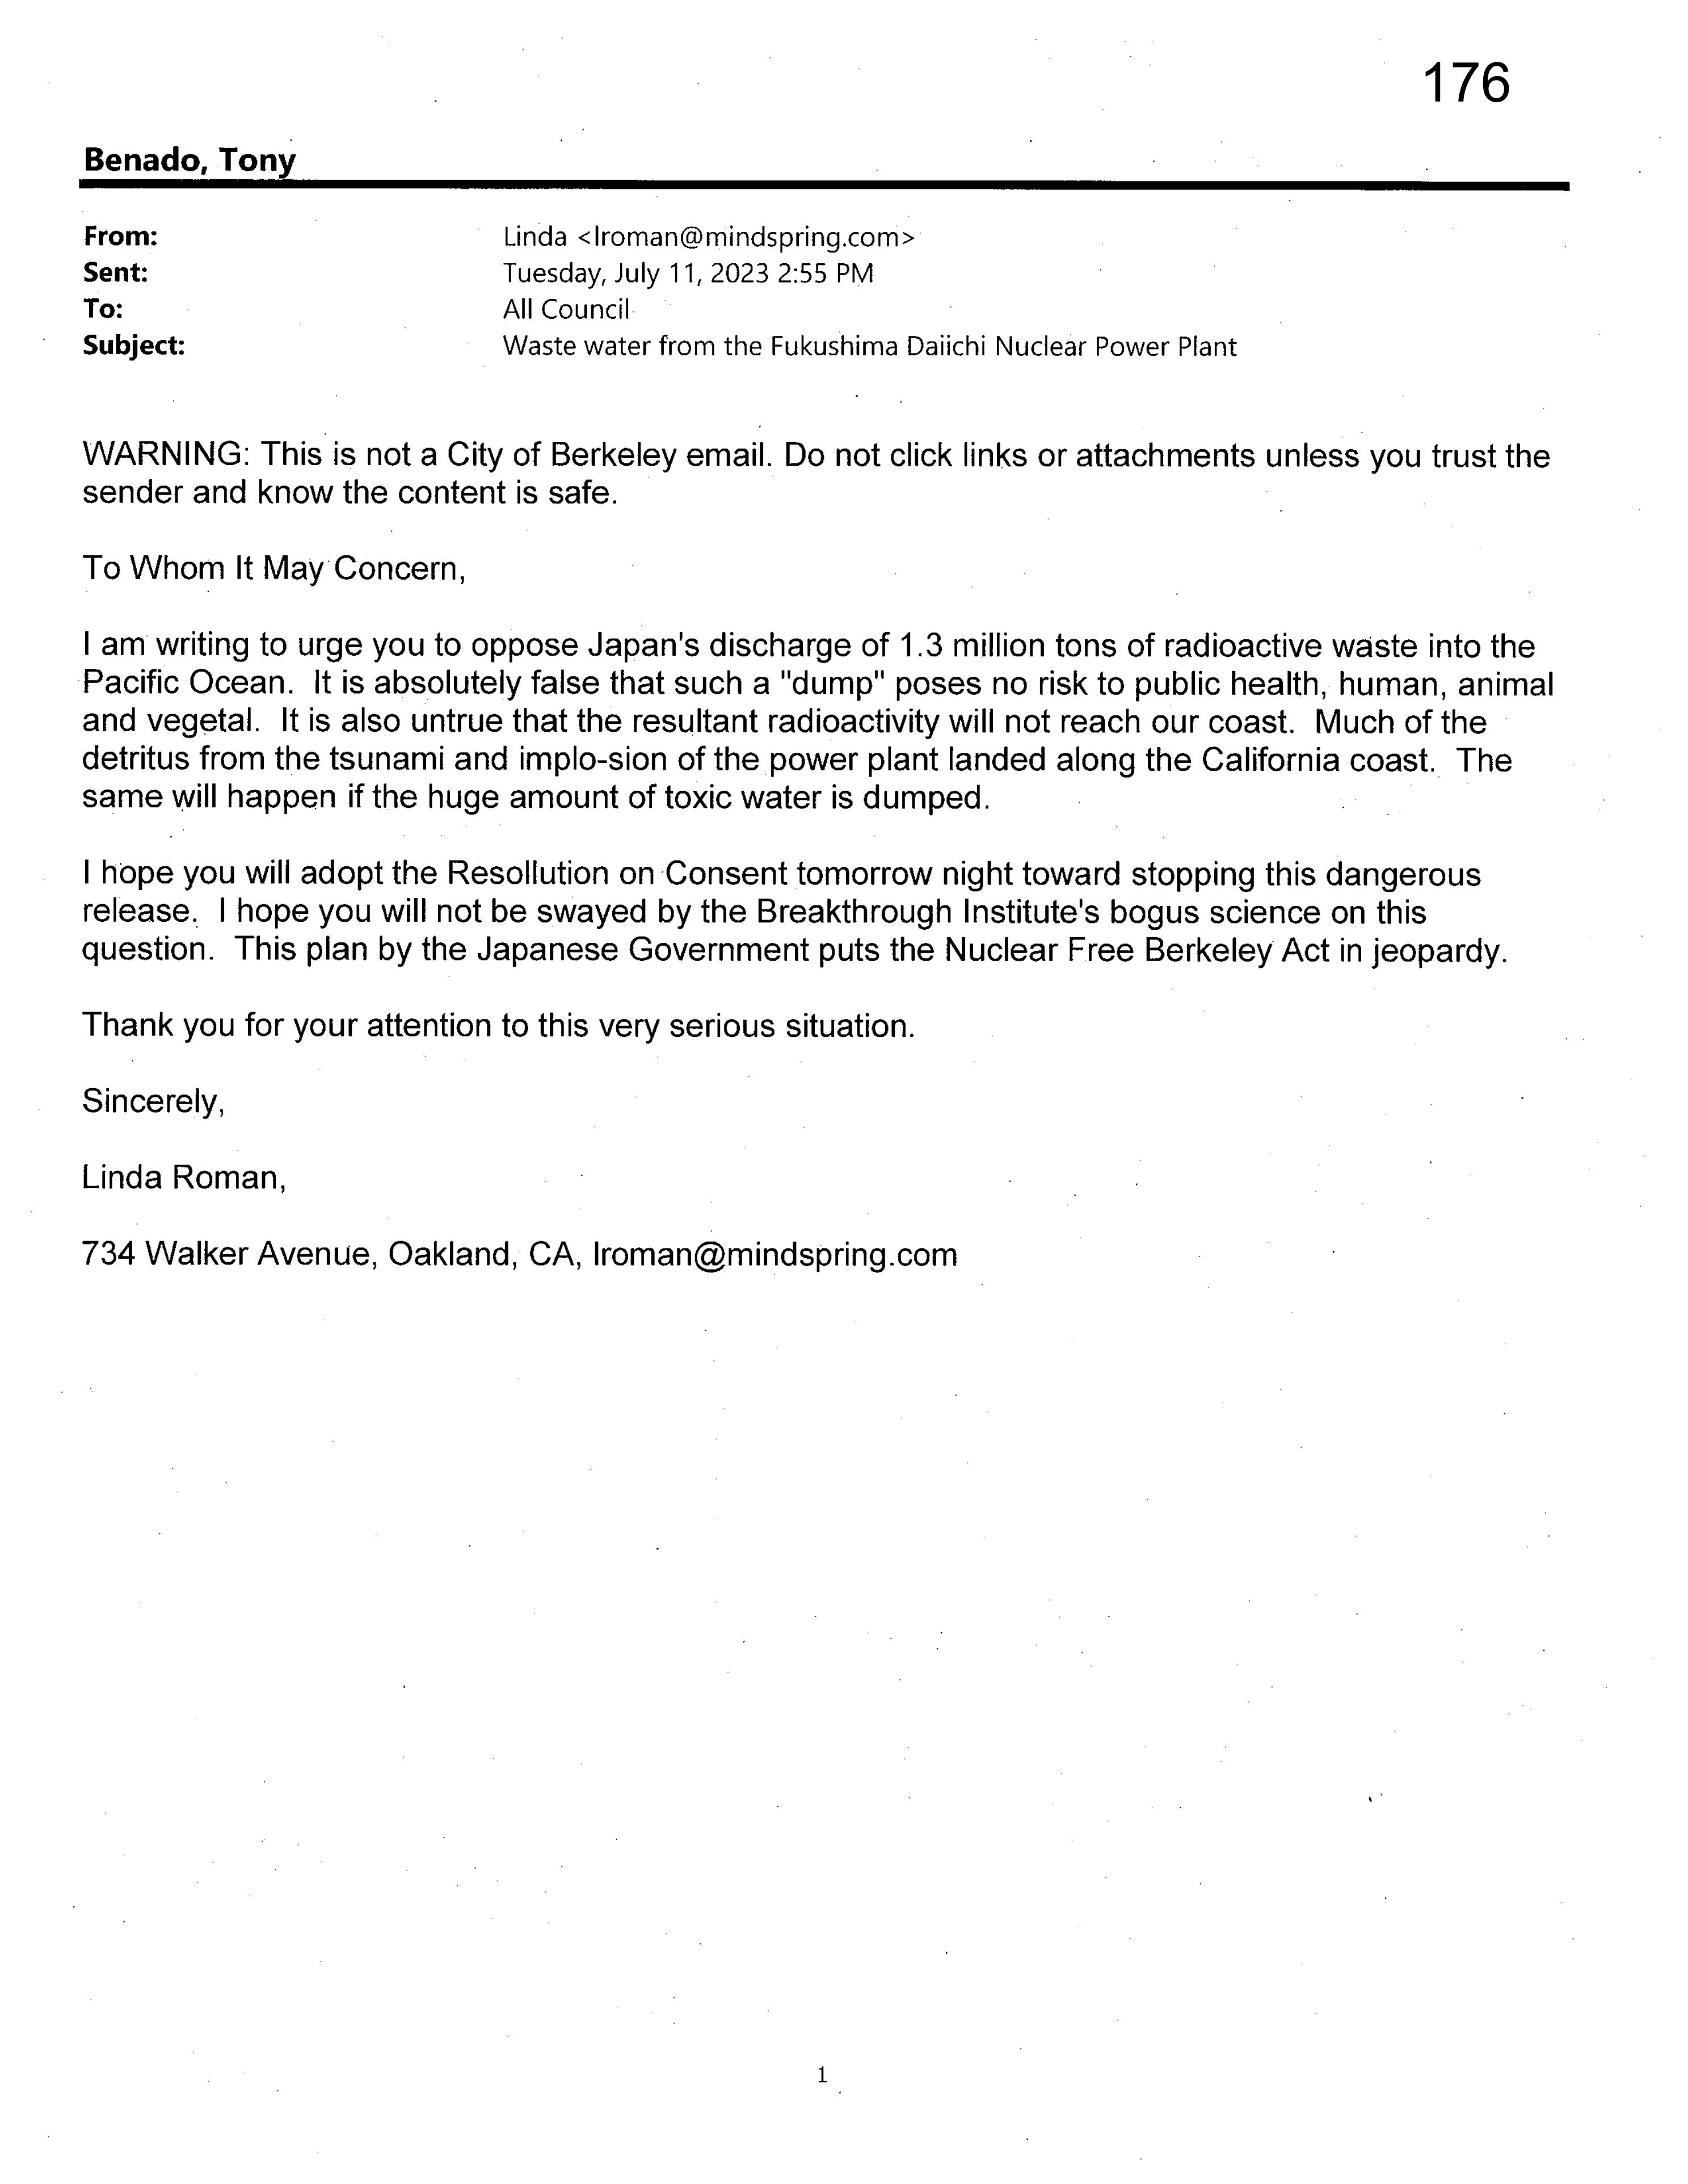 176
Benado, Tony
From: Linda <lroman@mindspring.com>
Sent: Tuesday, July 11, 2023 2:55 PM
To: All Council
Subject: Waste water from the Fukushima Daiichi Nuclear Power Plant
WARNING: This is not a City of Berkeley email. Do not click links or attachments unless you trust the
sender and know the content is safe.
To Whom It May Concern,
I am writing to urge you to oppose Japan's discharge of 1.3 million tons of radioactive waste into the
Pacific Ocean. It is absolutely false that such a "dump" poses no risk to public health, human, animal
and vegetal. It is also untrue that the resultant radioactivity will not reach our coast. Much of the
detritus from the tsunami and implo-sion of the power plant landed along the California coast. The
same will happen if the huge amount of toxic water is dumped.
I hope you will adopt the Resollution on Consent tomorrow night toward stopping this dangerous
release. I hope you will not be swayed by the Breakthrough Institute's bogus science on this
question. This plan by the Japanese Government puts the Nuclear Free Berkeley Act in jeopardy.
Thank you for your attention to this very serious situation.
Sincerely,
Linda Roman,
734 Walker Avenue, Oakland, CA, lroman@mindspring.com
1